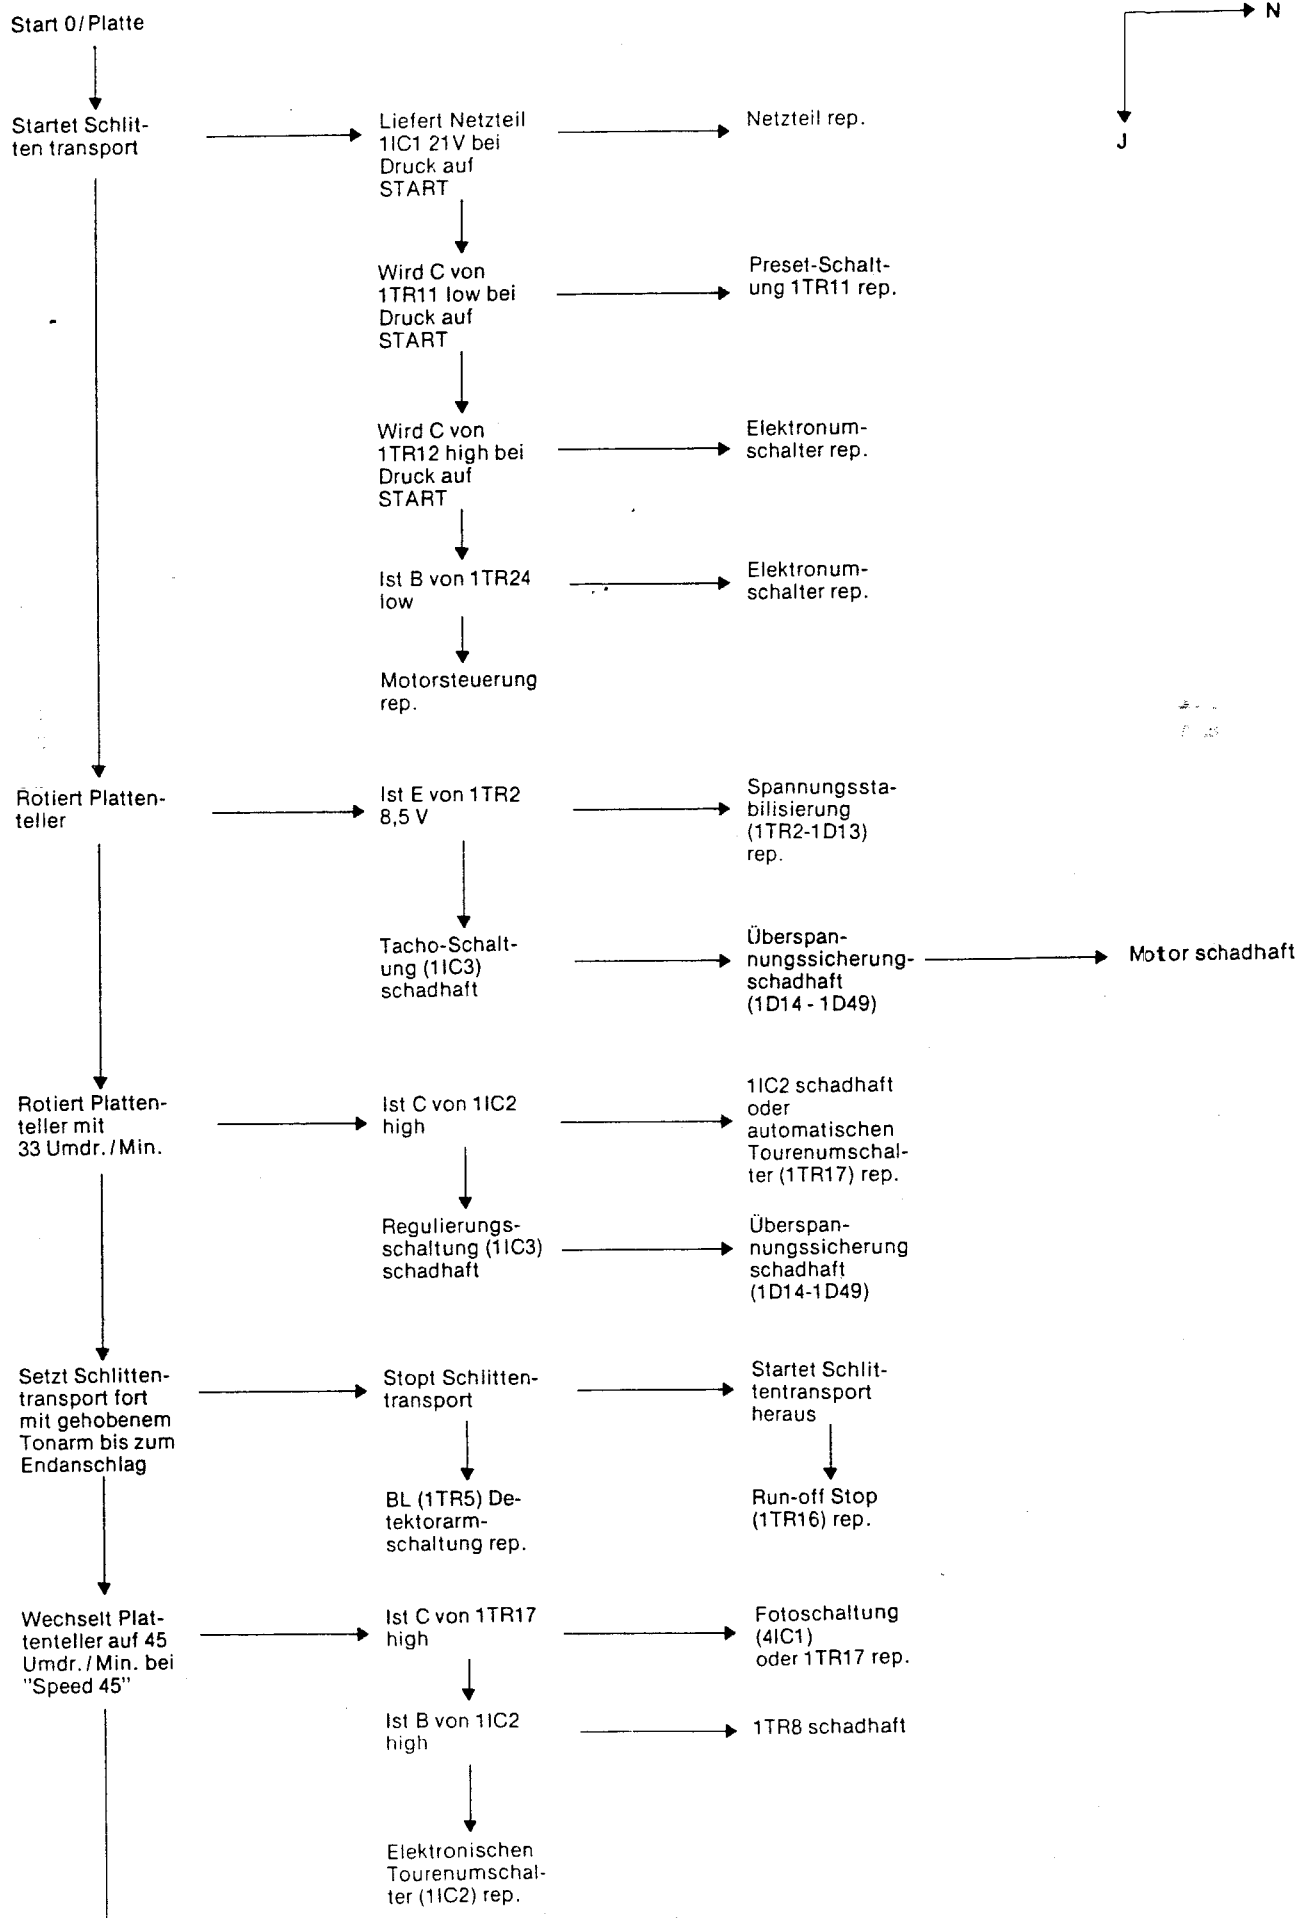 Start 0/Platte
N
J
Startet Schlit-
ten transport
Liefert Netzteil
1IC1 21V bei
Druck auf
START
Netzteil rep.
Wird C von
1TR11 low bei
Druck auf
START
Preset-Schalt-
ung 1TR11 rep.
Wird C von
1TR12 high bei
Druck auf
START
Elektronum-
schalter rep.
Ist B von 1TR24
low
Elektronum-
schalter rep.
Motorsteuerung
rep.
Rotiert Platten-
teller
Ist E von 1TR2
8,5 V
Spannungssta-
bilisierung
(1TR2-1D13)
rep.
Tacho-Schalt-
ung (1IC3)
schadhaft
Überspan-
nungssicherung-
schadhaft
(1D14 - 1D49)
Motor schadhaft
Rotiert Platten-
teller mit
33 Umdr./Min.
Ist C von 1IC2
high
1IC2 schadhaft
oder
automatischen
Tourenumschal-
ter (1TR17) rep.
Regulierungs-
schaltung (1IC3)
schadhaft
Überspan-
nungssicherung
schadhaft
(1D14-1D49)
Setzt Schlitten-
transport fort
mit gehobenem
Tonarm bis zum
Endanschlag
Stopt Schlitten-
transport
Startet Schlit-
tentransport
heraus
BL (1TR5) De-
tektorarm-
schaltung rep.
Run-off Stop
(1TR16) rep.
Wechselt Plat-
tenteller auf 45
Umdr./Min. bei
"Speed 45"
Ist C von 1TR17
high
Fotoschaltung
(4IC1)
oder 1TR17 rep.
Ist B von 1IC2
high
1TR8 schadhaft
Elektronischen
Tourenumschal-
ter (1IC2) rep.